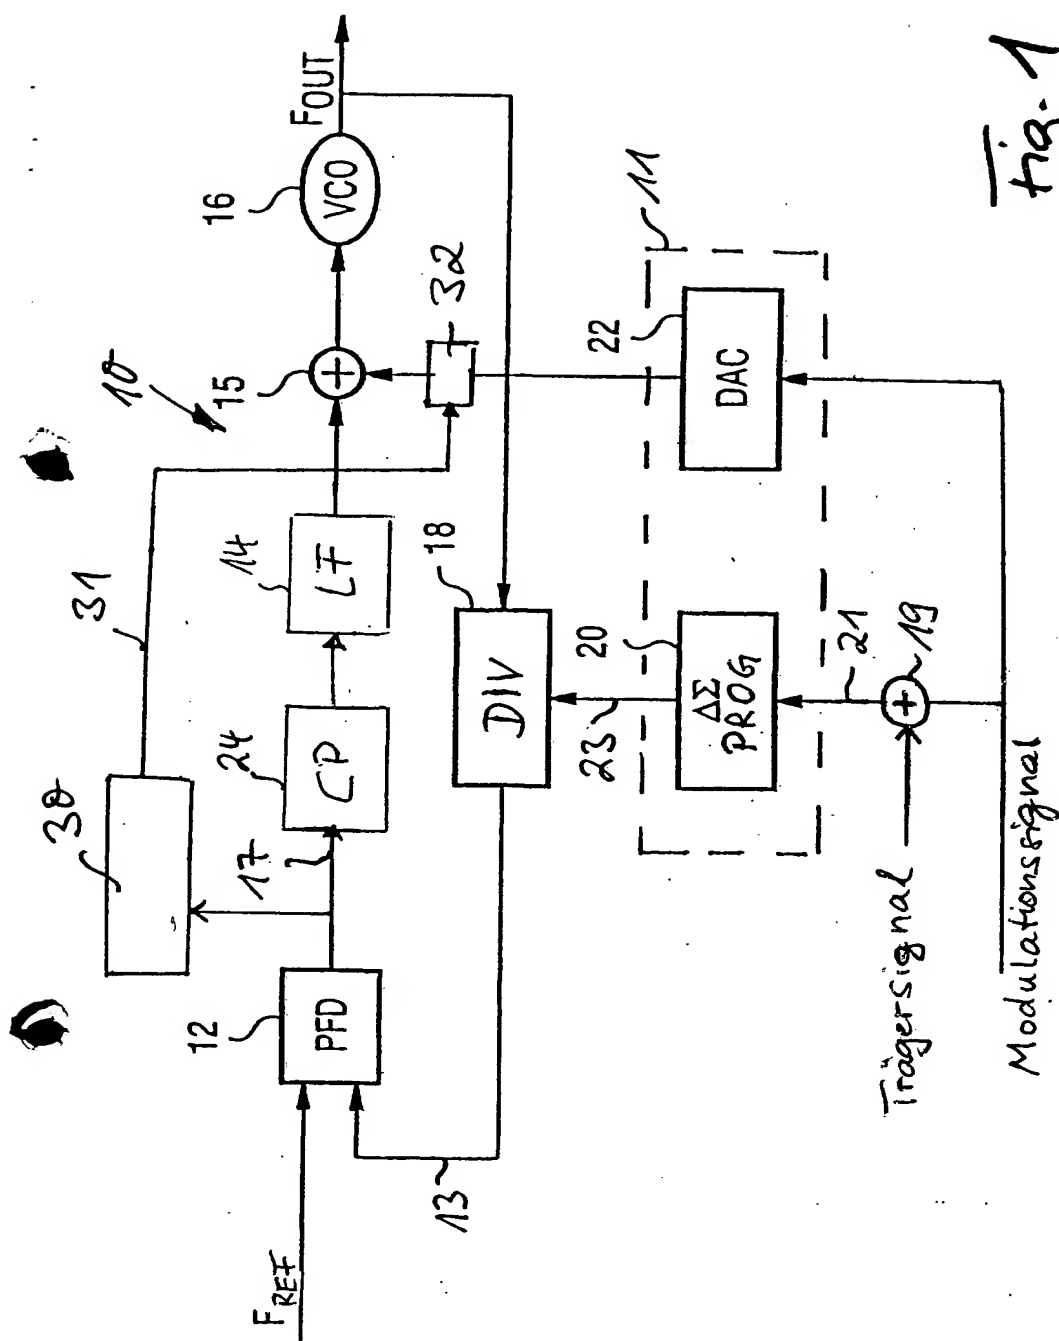 10
31
30
F_REF
12
PFD
17
24
CP
14
LF
15
+
16
VCO
F_OUT
32
13
18
DIV
23
20
ΔΣ
PROG
22
DAC
11
21
19
+
Trägersignal
Modulationssignal
Fig. 1